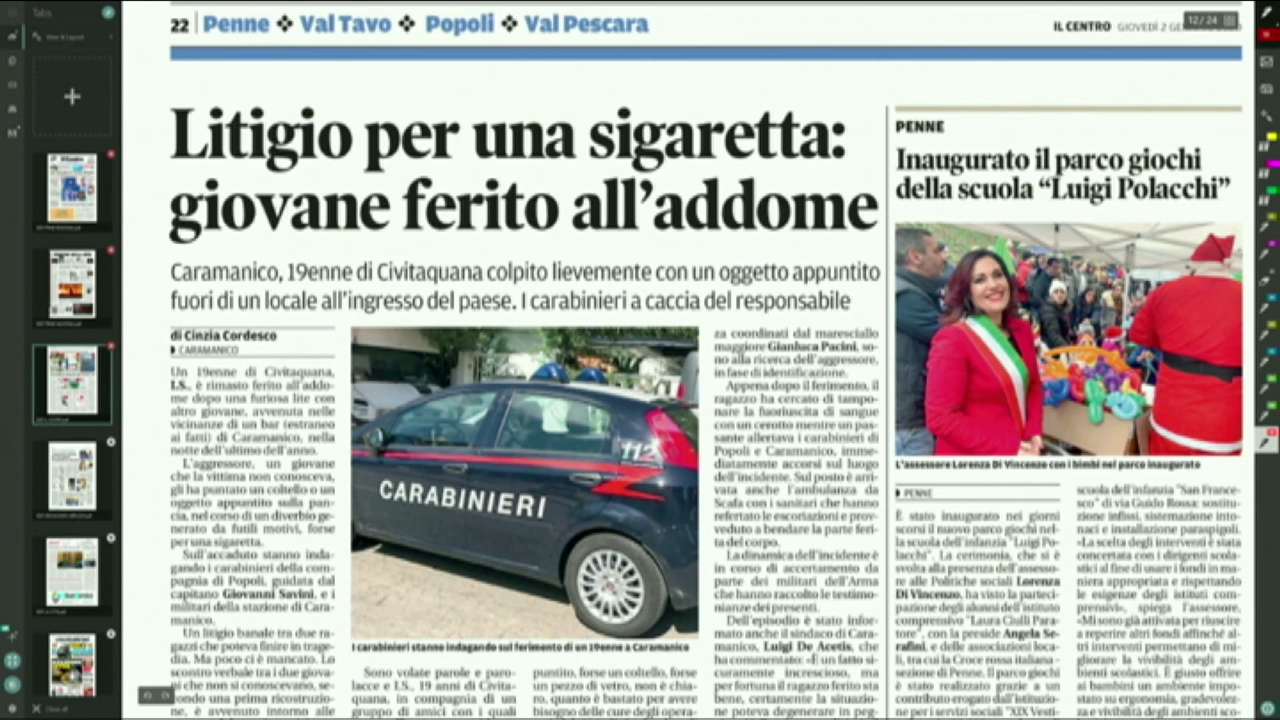 Tabs
22 Penne ❖ Val Tavo ❖ Popoli ❖ Val Pescara
IL CENTRO GIOVEDÌ 2
12 / 24
Litigio per una sigaretta:
giovane ferito all'addome
Caramanico, 19enne di Civitaquana colpito lievemente con un oggetto appuntito
fuori di un locale all'ingresso del paese. I carabinieri a caccia del responsabile
di Cinzia Cordesco
CARAMANICO
Un 19enne di Civitaquana,
I.S., è rimasto ferito all'addo-
me dopo una furiosa lite con
altro giovane, avvenuta nelle
vicinanze di un bar (estraneo
ai fatti) di Caramanico, nella
notte dell'ultimo dell'anno.
L'aggressore, un giovane
che la vittima non conosceva,
gli ha puntato un coltello o un
oggetto appuntito sulla pan-
cia, nel corso di un diverbio ge-
nerato da futili motivi, forse
per una sigaretta.
Sull'accaduto stanno inda-
gando i carabinieri della com-
pagnia di Popoli, guidata dal
capitano Giovanni Savini, e i
militari della stazione di Cara-
manico.
Un litigio banale tra due ra-
gazzi che poteva finire in trage-
dia. Ma poco ci è mancato. Lo
scontro verbale tra i due giova-
ni che non si conoscevano, se-
condo una prima ricostruzio-
ne, è avvenuto intorno alle
CARABINIERI
112
I carabinieri stanno indagando sul ferimento di un 19enne a Caramanico
Sono volate parole e paro-
lacce e I.S., 19 anni di Civita-
quana, in compagnia di un
gruppo di amici con i quali
puntito, forse un coltello, forse
un pezzo di vetro, non è chia-
ro, quanto è bastato per avere
bisogno delle cure degli opera-
za coordinati dal maresciallo
maggiore Gianluca Pacini, so-
no alla ricerca dell'aggressore,
in fase di identificazione.
Appena dopo il ferimento, il
ragazzo ha cercato di tampo-
nare la fuoriuscita di sangue
con un cerotto mentre un pas-
sante allertava i carabinieri di
Popoli e Caramanico, imme-
diatamente accorsi sul luogo
dell'incidente. Sul posto è arri-
vata anche l'ambulanza da
Scafa con i sanitari che hanno
refertato le escoriazioni e prov-
veduto a bendare la parte feri-
ta del corpo.
La dinamica dell'incidente è
in corso di accertamento da
parte dei militari dell'Arma
che hanno raccolto le testimo-
nianze dei presenti.
Dell'episodio è stato infor-
mato anche il sindaco di Cara-
manico, Luigi De Acetis, che
ha commentato: «È un fatto si-
curamente increscioso, ma
per fortuna il ragazzo ferito sta
bene, certamente la situazio-
ne poteva degenerare in peg-
PENNE
Inaugurato il parco giochi
della scuola “Luigi Polacchi”
L'assessore Lorenza Di Vincenzo con i bimbi nel parco inaugurato
PENNE
È stato inaugurato nei giorni
scorsi il nuovo parco giochi nel-
la scuola dell'infanzia "Luigi Po-
lacchi". La cerimonia, che si è
svolta alla presenza dell'assesso-
re alle Politiche sociali Lorenza
Di Vincenzo, ha visto la parteci-
pazione degli alunni dell'istituto
comprensivo "Laura Ciulli Para-
tore", con la preside Angela Se-
rafini, e delle associazioni loca-
li, tra cui la Croce rossa italiana -
sezione di Penne. Il parco giochi
è stato realizzato grazie a un
contributo erogato dall'istituzio-
ne per i servizi sociali "XIX Vesti-
scuola dell'infanzia "San France-
sco" di via Guido Rossa: sostitu-
zione infissi, sistemazione into-
naci e installazione paraspigoli.
«La scelta degli interventi è stata
concertata con i dirigenti scola-
stici al fine di usare i fondi in ma-
niera appropriata e rispettando
le esigenze degli istituti com-
prensivi», spiega l'assessore,
«Mi sono già attivata per riuscire
a reperire altri fondi affinché al-
tri interventi permettano di mi-
gliorare la vivibilità degli am-
bienti scolastici. È giusto offrire
ai bambini un ambiente impo-
stato su ergonomia, gradevolez-
za e vivibilità degli ambienti sco-